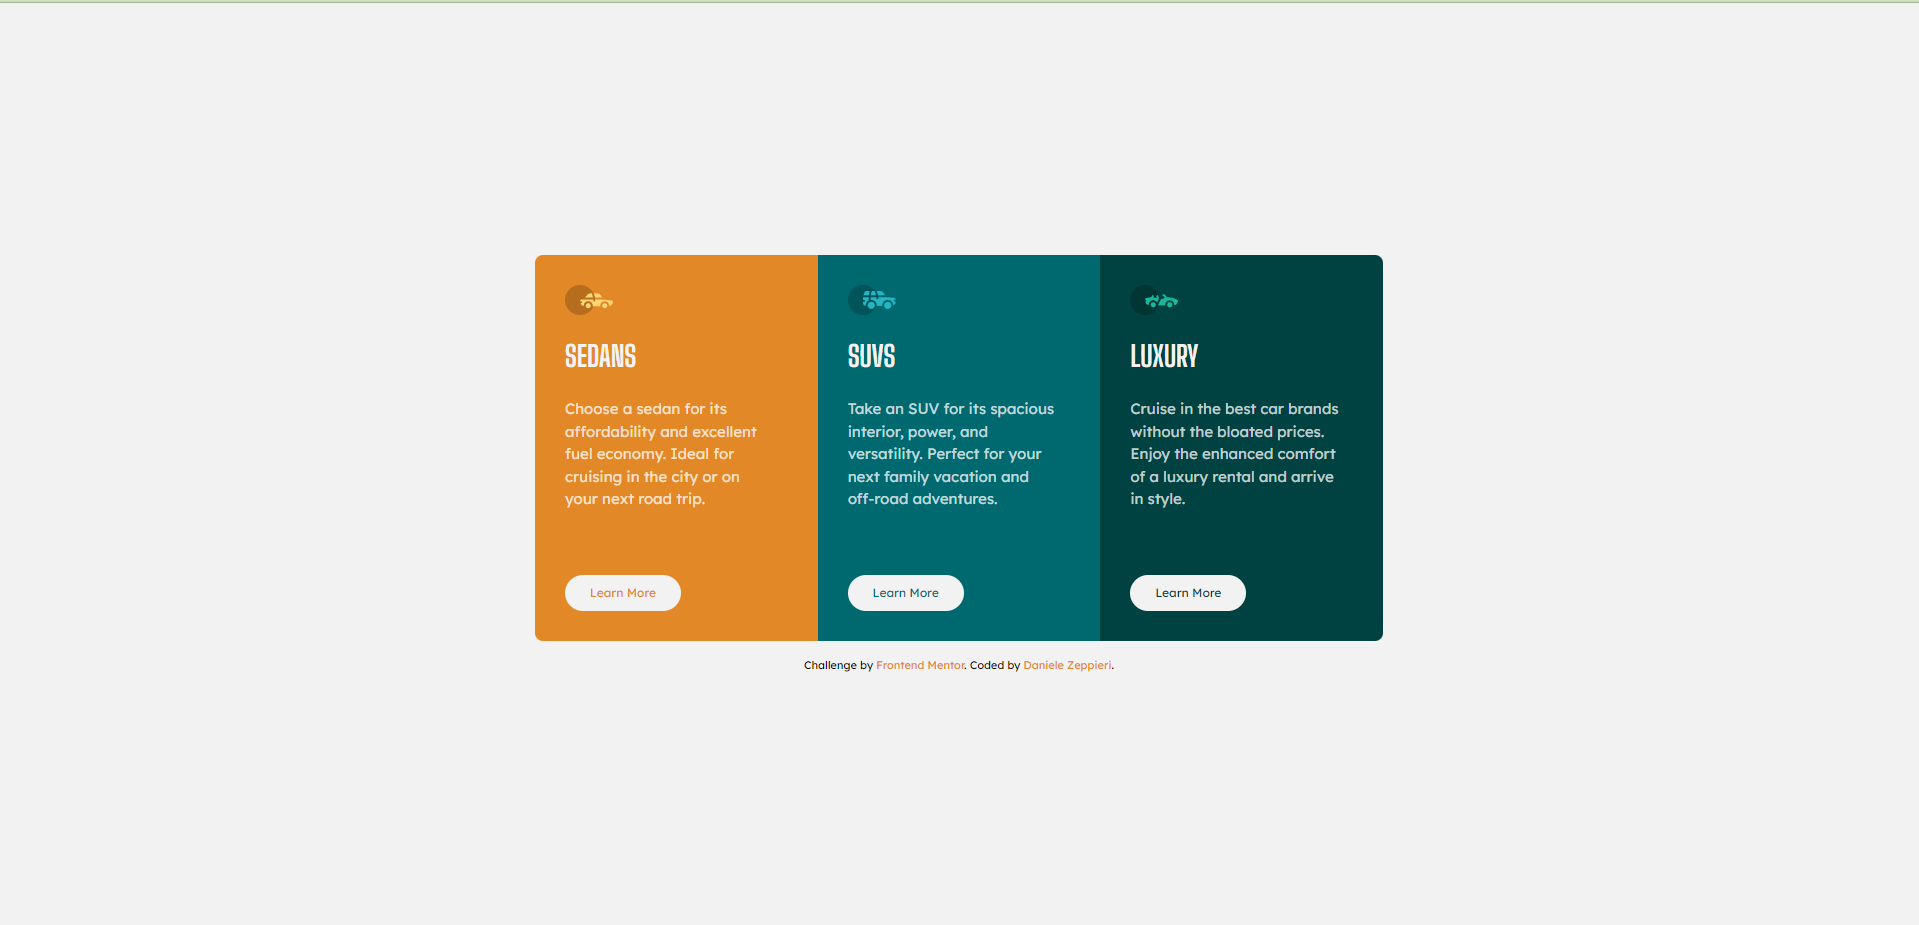 SEDANS
Choose a sedan for its
affordability and excellent
fuel economy. Ideal for
cruising in the city or on
your next road trip.
Learn More
SUVS
Take an SUV for its spacious
interior, power, and
versatility. Perfect for your
next family vacation and
off-road adventures.
Learn More
LUXURY
Cruise in the best car brands
without the bloated prices.
Enjoy the enhanced comfort
of a luxury rental and arrive
in style.
Learn More
Challenge by Frontend Mentor. Coded by Daniele Zeppieri.